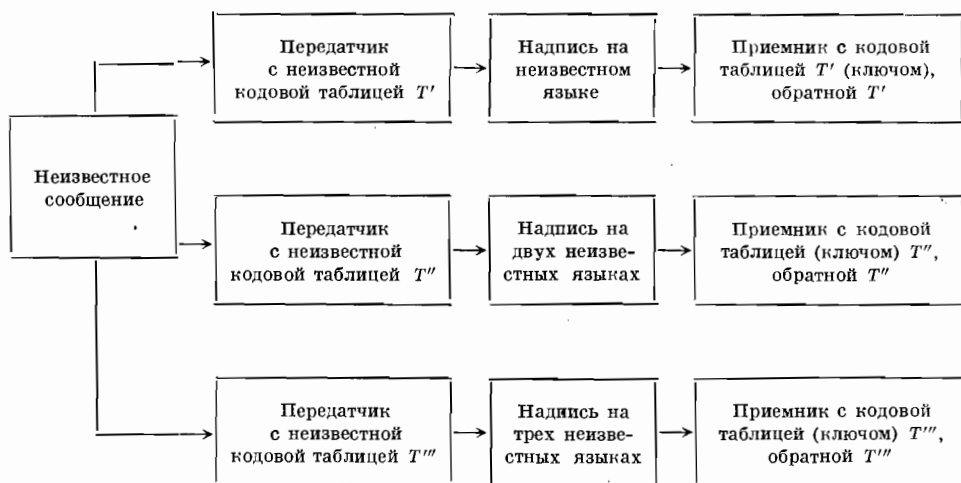 Неизвестное
сообщение
Передатчик
с неизвестной
кодовой таблицей T′
Надпись на
неизвестном
языке
Приемник с кодовой
таблицей T′ (ключом),
обратной T′
Передатчик
с неизвестной
кодовой таблицей T″
Надпись на
двух неизве-
стных языках
Приемник с кодовой
таблицей (ключом) T″,
обратной T″
Передатчик
с неизвестной
кодовой таблицей T‴
Надпись на
трех неизве-
стных языках
Приемник с кодовой
таблицей (ключом) T‴,
обратной T‴